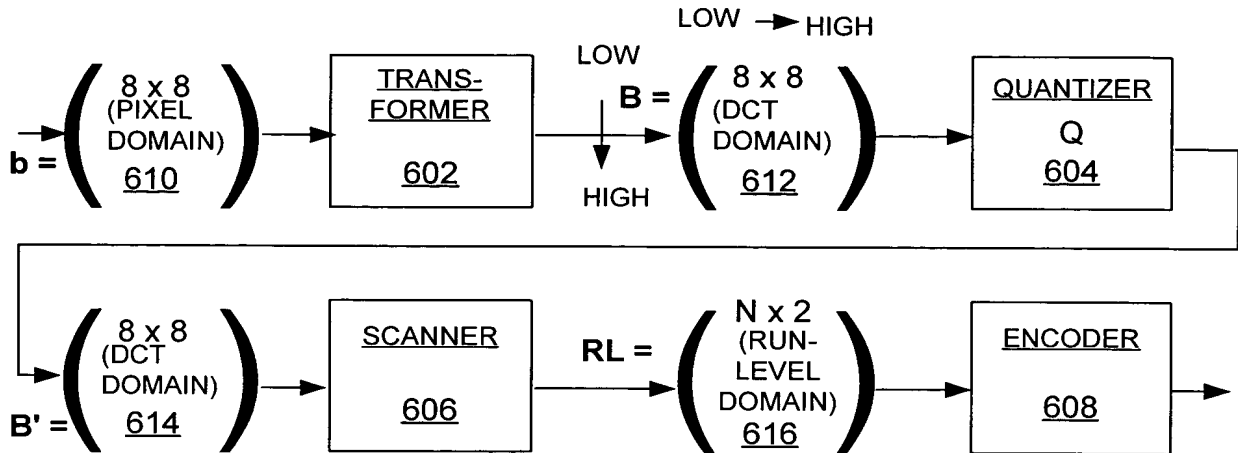 LOW HIGH
LOW
HIGH
b =
8 x 8
(PIXEL
DOMAIN)
610
TRANS-
FORMER
602
B =
8 x 8
(DCT
DOMAIN)
612
QUANTIZER
Q
604
B' =
8 x 8
(DCT
DOMAIN)
614
SCANNER
606
RL =
N x 2
(RUN-
LEVEL
DOMAIN)
616
ENCODER
608